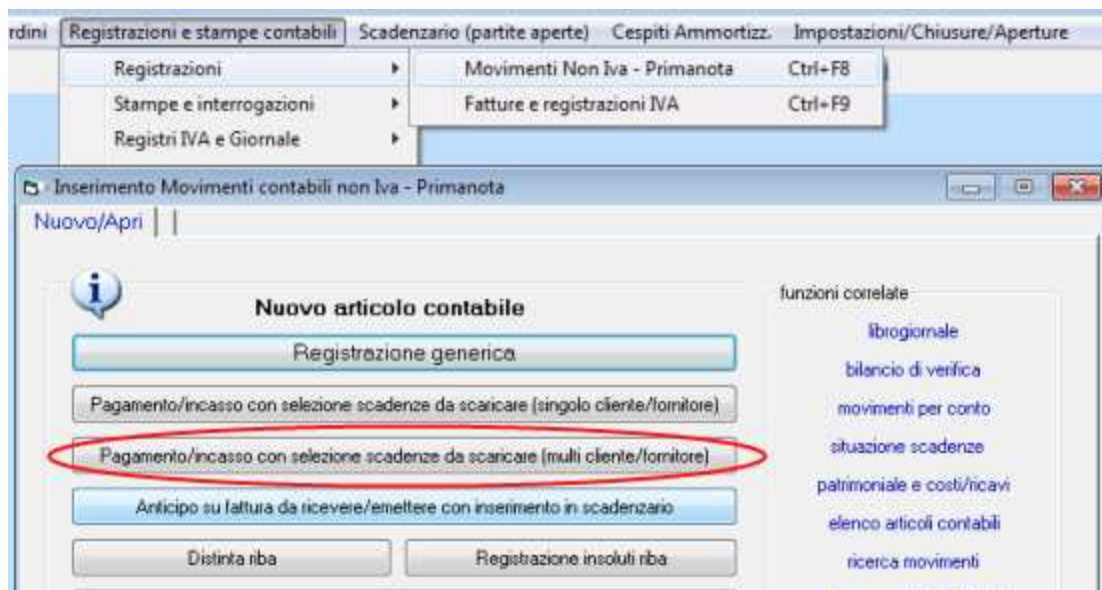 rdini Registrazioni e stampe contabili Scadenzario (partite aperte) Cespiti Ammortizz. Impostazioni/Chiusure/Aperture
Registrazioni Movimenti Non Iva - Primanota Ctrl+F8
Stampe e interrogazioni Fatture e registrazioni IVA Ctrl+F9
Registri IVA e Giornale
Inserimento Movimenti contabili non Iva - Primanota
Nuovo/Apri
Nuovo articolo contabile
Registrazione generica
Pagamento/incasso con selezione scadenze da scaricare (singolo cliente/fornitore)
Pagamento/incasso con selezione scadenze da scaricare (multi cliente/fornitore)
Anticipo su fattura da ricevere/emettere con inserimento in scadenzario
Distinta riba Registrazione insoluti riba
funzioni correlate
librogiornale
bilancio di verifica
movimenti per conto
situazione scadenze
patrimoniale e costi/ricavi
elenco articoli contabili
ricerca movimenti